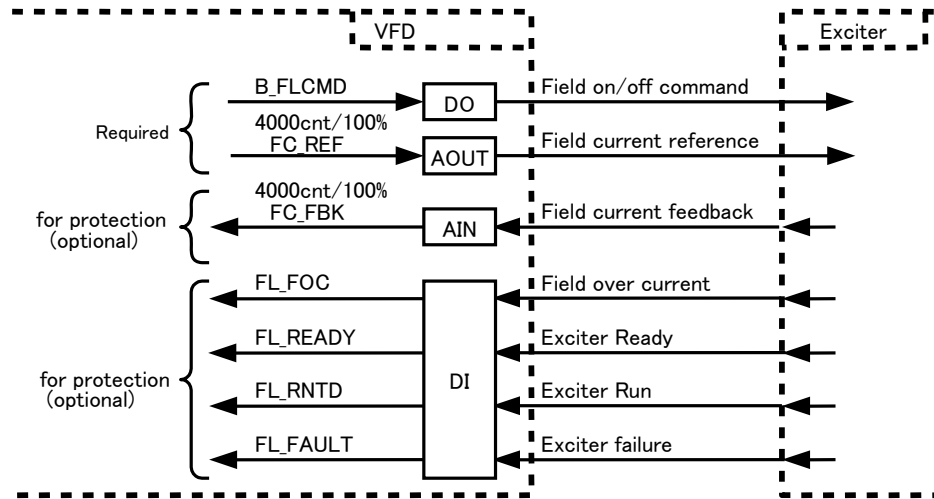 VFD
Exciter
B_FLCMD
DO
Field on/off command
Required
4000cnt/100%
FC_REF
AOUT
Field current reference
4000cnt/100%
FC_FBK
AIN
Field current feedback
for protection
(optional)
FL_FOC
Field over current
FL_READY
Exciter Ready
for protection
(optional)
DI
FL_RNTD
Exciter Run
FL_FAULT
Exciter failure